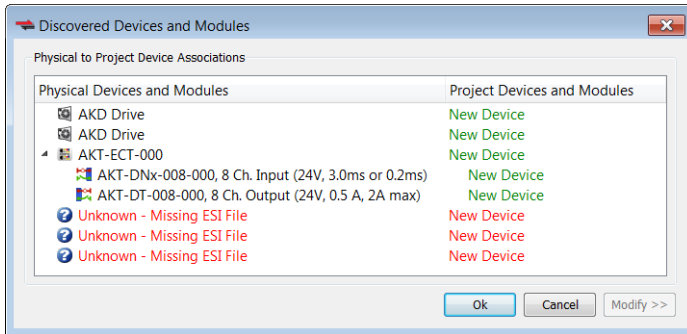 Discovered Devices and Modules
Physical to Project Device Associations
Physical Devices and Modules Project Devices and Modules
AKD Drive New Device
AKD Drive New Device
AKT-ECT-000 New Device
AKT-DNx-008-000, 8 Ch. Input (24V, 3.0ms or 0.2ms) New Device
AKT-DT-008-000, 8 Ch. Output (24V, 0.5 A, 2A max) New Device
Unknown - Missing ESI File New Device
Unknown - Missing ESI File New Device
Unknown - Missing ESI File New Device
Ok Cancel Modify >>